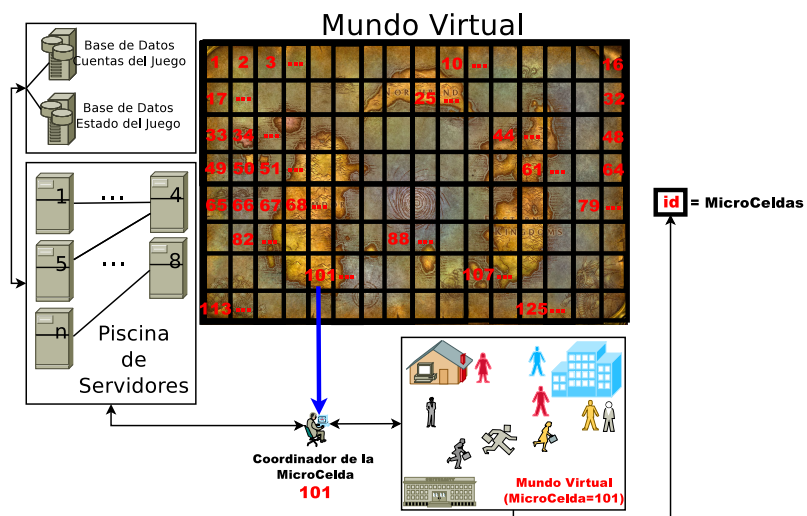 Mundo Virtual
Base de Datos
Cuentas del Juego
Base de Datos
Estado del Juego
1 2 3 ... 10 ... 16
17 ... 25 ... 32
33 34 ... 44 ... 48
49 50 51 ... 61 ... 64
65 66 67 68 ... 79 ...
82 ... 88 ...
101 ... 107 ...
113 ... 125 ...
1 ... 4
5 ... 8
n
Piscina
de
Servidores
id = MicroCeldas
Coordinador de la
MicroCelda
101
UNIVERSITY
Mundo Virtual
(MicroCelda=101)